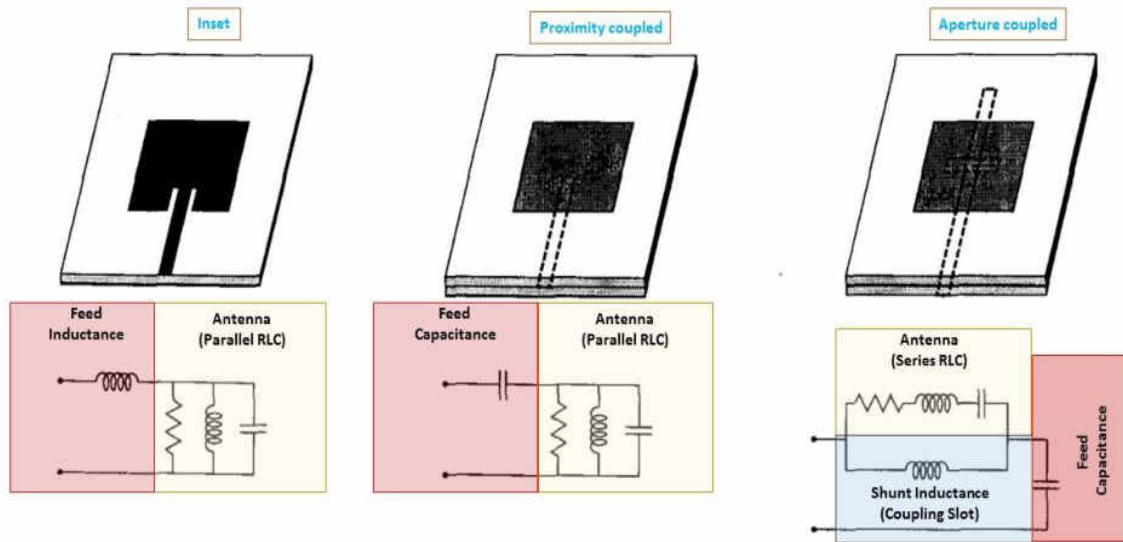 Inset
Proximity coupled
Aperture coupled
Feed
Inductance
Antenna
(Parallel RLC)
Feed
Capacitance
Antenna
(Parallel RLC)
Antenna
(Series RLC)
Shunt Inductance
(Coupling Slot)
Feed
Capacitance